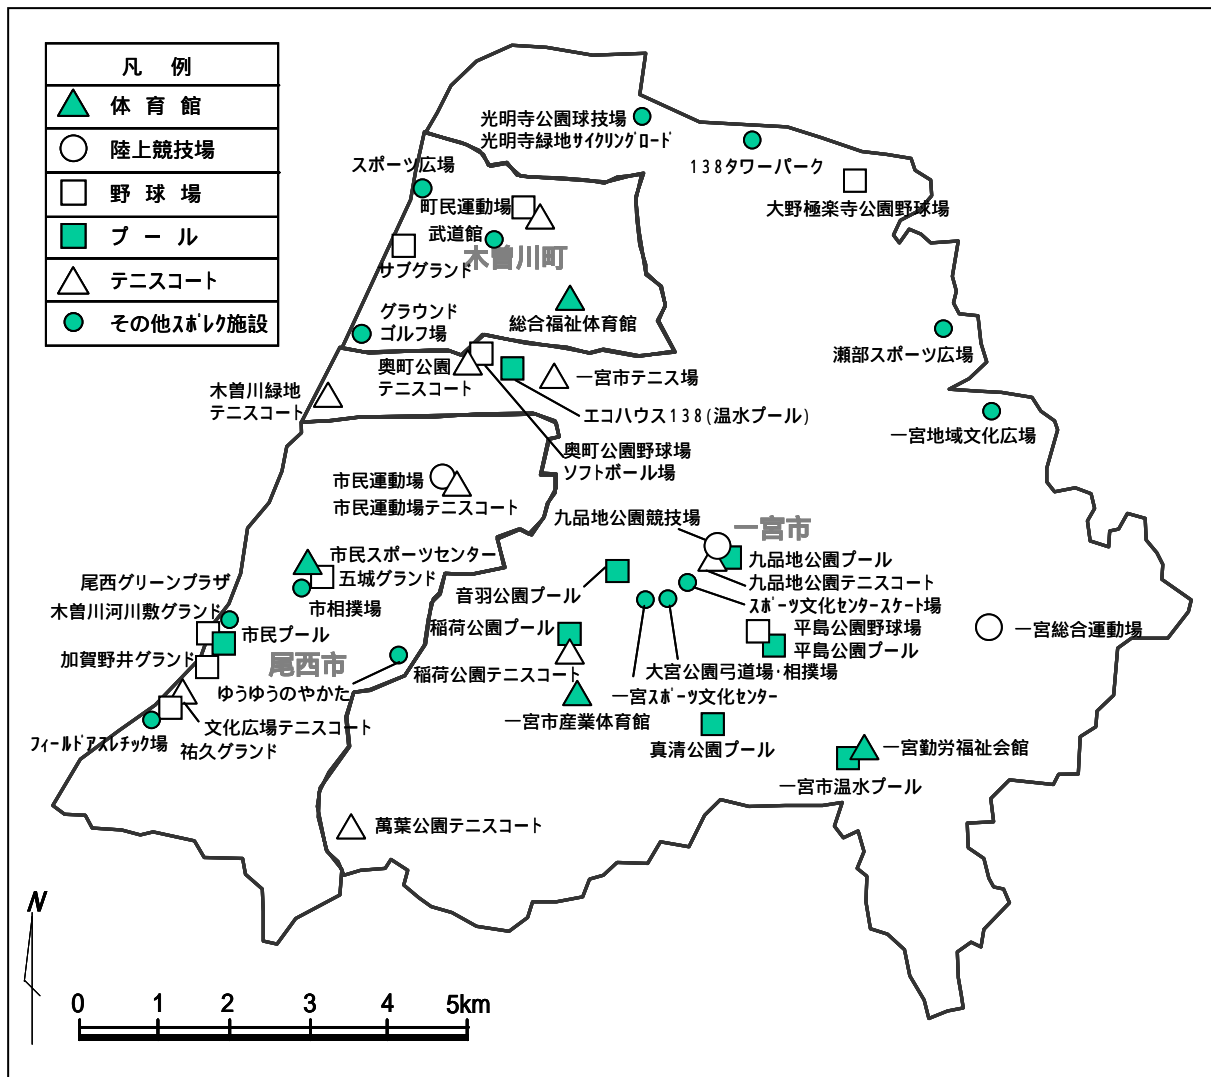 凡 例
体 育 館
陸上競技場
野 球 場
プ ー ル
テニスコート
その他ｽﾎﾟﾚｸ施設
光明寺公園球技場
光明寺緑地ｻｲｸﾘﾝｸﾞﾛｰﾄﾞ
138タワーパーク
大野極楽寺公園野球場
スポーツ広場
町民運動場
武道館
木曽川町
サブグランド
グラウンド
ゴルフ場
総合福祉体育館
瀬部スポーツ広場
奥町公園
テニスコート
一宮市テニス場
木曽川緑地
テニスコート
エコハウス138(温水プール)
一宮地域文化広場
奥町公園野球場
ソフトボール場
市民運動場
市民運動場テニスコート
九品地公園競技場
一宮市
市民スポーツセンター
九品地公園プール
尾西グリーンプラザ
五城グランド
九品地公園テニスコート
音羽公園プール
木曽川河川敷グランド
市相撲場
ｽﾎﾟｰﾂ文化センタースケート場
市民プール
稲荷公園プール
平島公園野球場
一宮総合運動場
加賀野井グランド
尾西市
平島公園プール
稲荷公園テニスコート
大宮公園弓道場・相撲場
ゆうゆうのやかた
一宮ｽﾎﾟｰﾂ文化センター
文化広場テニスコート
一宮市産業体育館
ﾌｨｰﾙﾄﾞｱｽﾚﾁｯｸ場
祐久グランド
真清公園プール
一宮勤労福祉会館
一宮市温水プール
萬葉公園テニスコート
N
0 1 2 3 4 5km